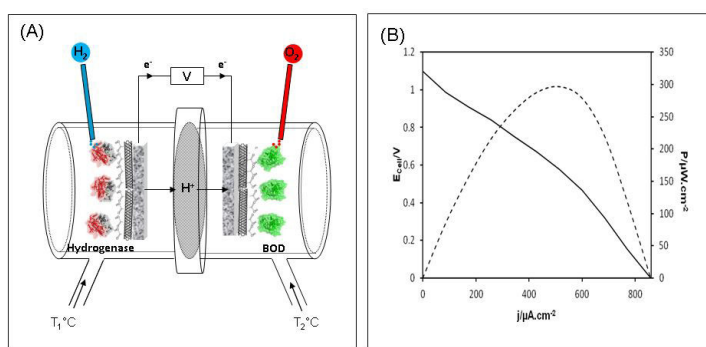 (A)
H2
O2
e-
V
e-
H+
Hydrogenase
BOD
T1°C
T2°C
(B)
1.2
1
0.8
0.6
0.4
0.2
0
ECell/V
350
300
250
200
150
100
50
0
P/µW.cm-2
0
200
400
600
800
j/µA.cm-2